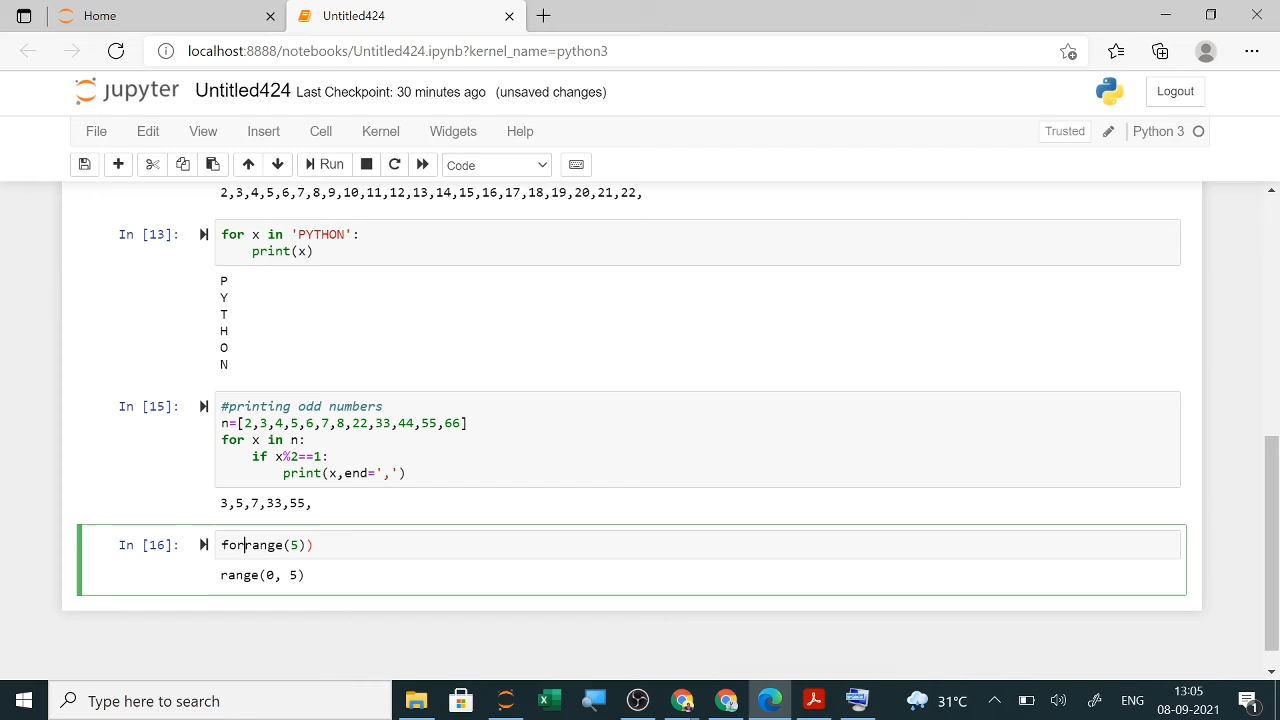 Home
Untitled424
localhost:8888/notebooks/Untitled424.ipynb?kernel_name=python3
jupyter Untitled424 Last Checkpoint: 30 minutes ago (unsaved changes)
Logout
File Edit View Insert Cell Kernel Widgets Help
Trusted Python 3
Run Code
2,3,4,5,6,7,8,9,10,11,12,13,14,15,16,17,18,19,20,21,22,
In [13]: for x in 'PYTHON':
print(x)
P
Y
T
H
O
N
In [15]: #printing odd numbers
n=[2,3,4,5,6,7,8,22,33,44,55,66]
for x in n:
if x%2==1:
print(x,end=',')
3,5,7,33,55,
In [16]: forrange(5))
range(0, 5)
Type here to search
31°C ENG 13:05
08-09-2021
1